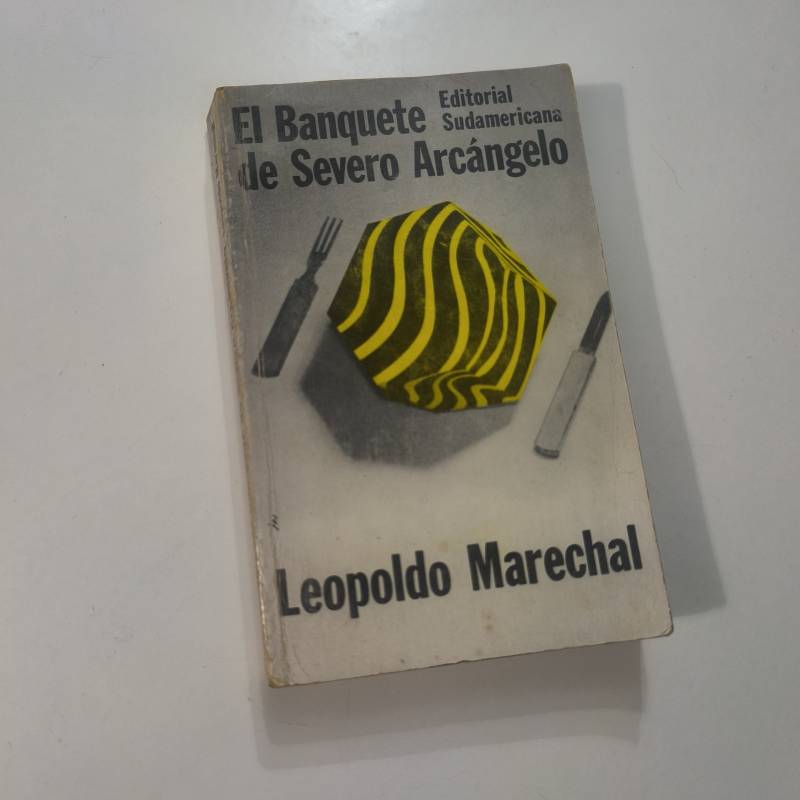 El Banquete
de Severo Arcángelo
Editorial
Sudamericana
Leopoldo Marechal